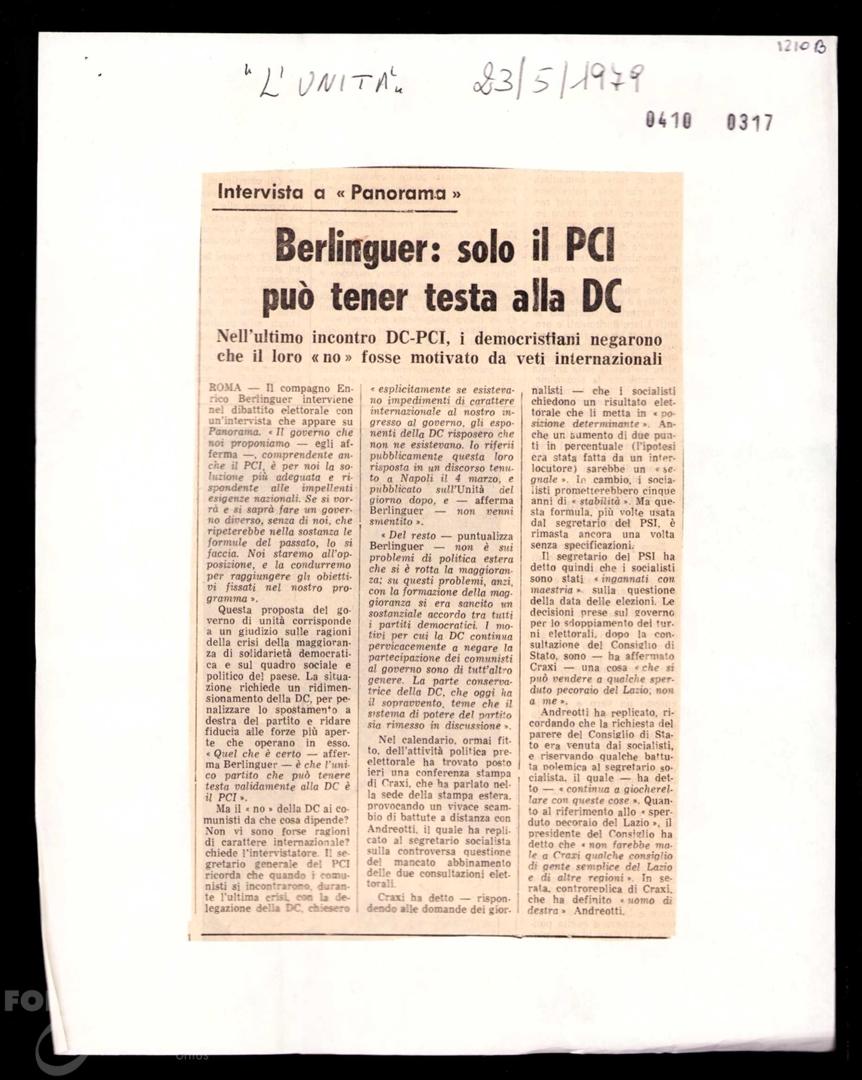 1210 B
"L'UNITÀ" 23/5/1979
0410 0317
Intervista a « Panorama »
Berlinguer: solo il PCI
può tener testa alla DC
Nell'ultimo incontro DC-PCI, i democristiani negarono
che il loro « no » fosse motivato da veti internazionali
ROMA — Il compagno En-
rico Berlinguer interviene
nel dibattito elettorale con
un'intervista che appare su
Panorama. « Il governo che
noi proponiamo — egli af-
ferma —, comprendente an-
che il PCI, è per noi la so-
luzione più adeguata e ri-
spondente alle impellenti
esigenze nazionali. Se si vor-
rà e si saprà fare un gover-
no diverso, senza di noi, che
ripeterebbe nella sostanza le
formule del passato, lo si
faccia. Noi staremo all'op-
posizione, e la condurremo
per raggiungere gli obietti-
vi fissati nel nostro pro-
gramma ».
Questa proposta del go-
verno di unità corrisponde
a un giudizio sulle ragioni
della crisi della maggioran-
za di solidarietà democrati-
ca e sul quadro sociale e
politico del paese. La situa-
zione richiede un ridimen-
sionamento della DC, per pe-
nalizzare lo spostamento a
destra del partito e ridare
fiducia alle forze più aper-
te che operano in esso.
« Quel che è certo — affer-
ma Berlinguer — è che l'uni-
co partito che può tenere
testa validamente alla DC è
il PCI ».
Ma il « no » della DC ai co-
munisti da che cosa dipende?
Non vi sono forse ragioni
di carattere internazionale?
chiede l'intervistatore. Il se-
gretario generale del PCI
ricorda che quando i comu-
nisti si incontrarono, duran-
te l'ultima crisi, con la de-
legazione della DC, chiesero
« esplicitamente se esisteva-
no impedimenti di carattere
internazionale al nostro in-
gresso al governo, gli espo-
nenti della DC risposero che
non ne esistevano. Io riferii
pubblicamente questa loro
risposta in un discorso tenu-
to a Napoli il 4 marzo, e
pubblicato sull'Unità del
giorno dopo, e — afferma
Berlinguer — non venni
smentito ».
« Del resto — puntualizza
Berlinguer — non è sui
problemi di politica estera
che si è rotta la maggioran-
za; su questi problemi, anzi,
con la formazione della mag-
gioranza si era sancito un
sostanziale accordo tra tutti
i partiti democratici. I mo-
tivi per cui la DC continua
pervicacemente a negare la
partecipazione dei comunisti
al governo sono di tutt'altro
genere. La parte conserva-
trice della DC, che oggi ha
il sopravvento, teme che il
sistema di potere del partito
sia rimesso in discussione ».
Nel calendario, ormai fit-
to, dell'attività politica pre-
elettorale ha trovato posto
ieri una conferenza stampa
di Craxi, che ha parlato nel-
la sede della stampa estera,
provocando un vivace scam-
bio di battute a distanza con
Andreotti, il quale ha repli-
cato al segretario socialista
sulla controversa questione
del mancato abbinamento
delle due consultazioni elet-
torali.
Craxi ha detto — rispon-
dendo alle domande dei gior-
nalisti — che i socialisti
chiedono un risultato elet-
torale che li metta in « po-
sizione determinante ». An-
che un aumento di due pun-
ti in percentuale (l'ipotesi
era stata fatta da un inter-
locutore) sarebbe un « se-
gnale ». In cambio, i socia-
listi prometterebbero cinque
anni di « stabilità ». Ma que-
sta formula, più volte usata
dal segretario del PSI, è
rimasta ancora una volta
senza specificazioni.
Il segretario del PSI ha
detto quindi che i socialisti
sono stati « ingannati con
maestria » sulla questione
della data delle elezioni. Le
decisioni prese sul governo
per lo sdoppiamento dei tur-
ni elettorali, dopo la con-
sultazione del Consiglio di
Stato, sono — ha affermato
Craxi — una cosa « che si
può vendere a qualche sper-
duto pecoraio del Lazio, non
a me ».
Andreotti ha replicato, ri-
cordando che la richiesta del
parere del Consiglio di Sta-
to era venuta dai socialisti,
e riservando qualche battu-
ta polemica al segretario so-
cialista, il quale — ha det-
to — « continua a giocherel-
lare con queste cose ». Quan-
to al riferimento allo « sper-
duto pecoraio del Lazio », il
presidente del Consiglio ha
detto che « non farebbe ma-
le a Craxi qualche consiglio
di gente semplice del Lazio
e di altre regioni ». In se-
rata, controreplica di Craxi,
che ha definito « uomo di
destra » Andreotti.